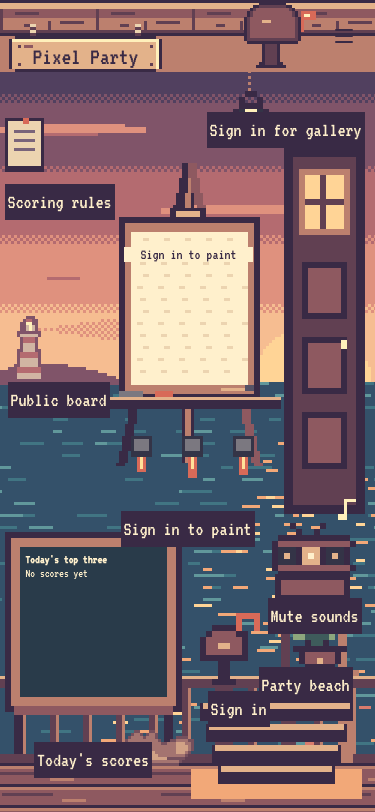 Pixel Party
Sign in for gallery
Scoring rules
Sign in to paint
Public board
Sign in to paint
Today's top three
No scores yet
Mute sounds
Party beach
Sign in
Today's scores